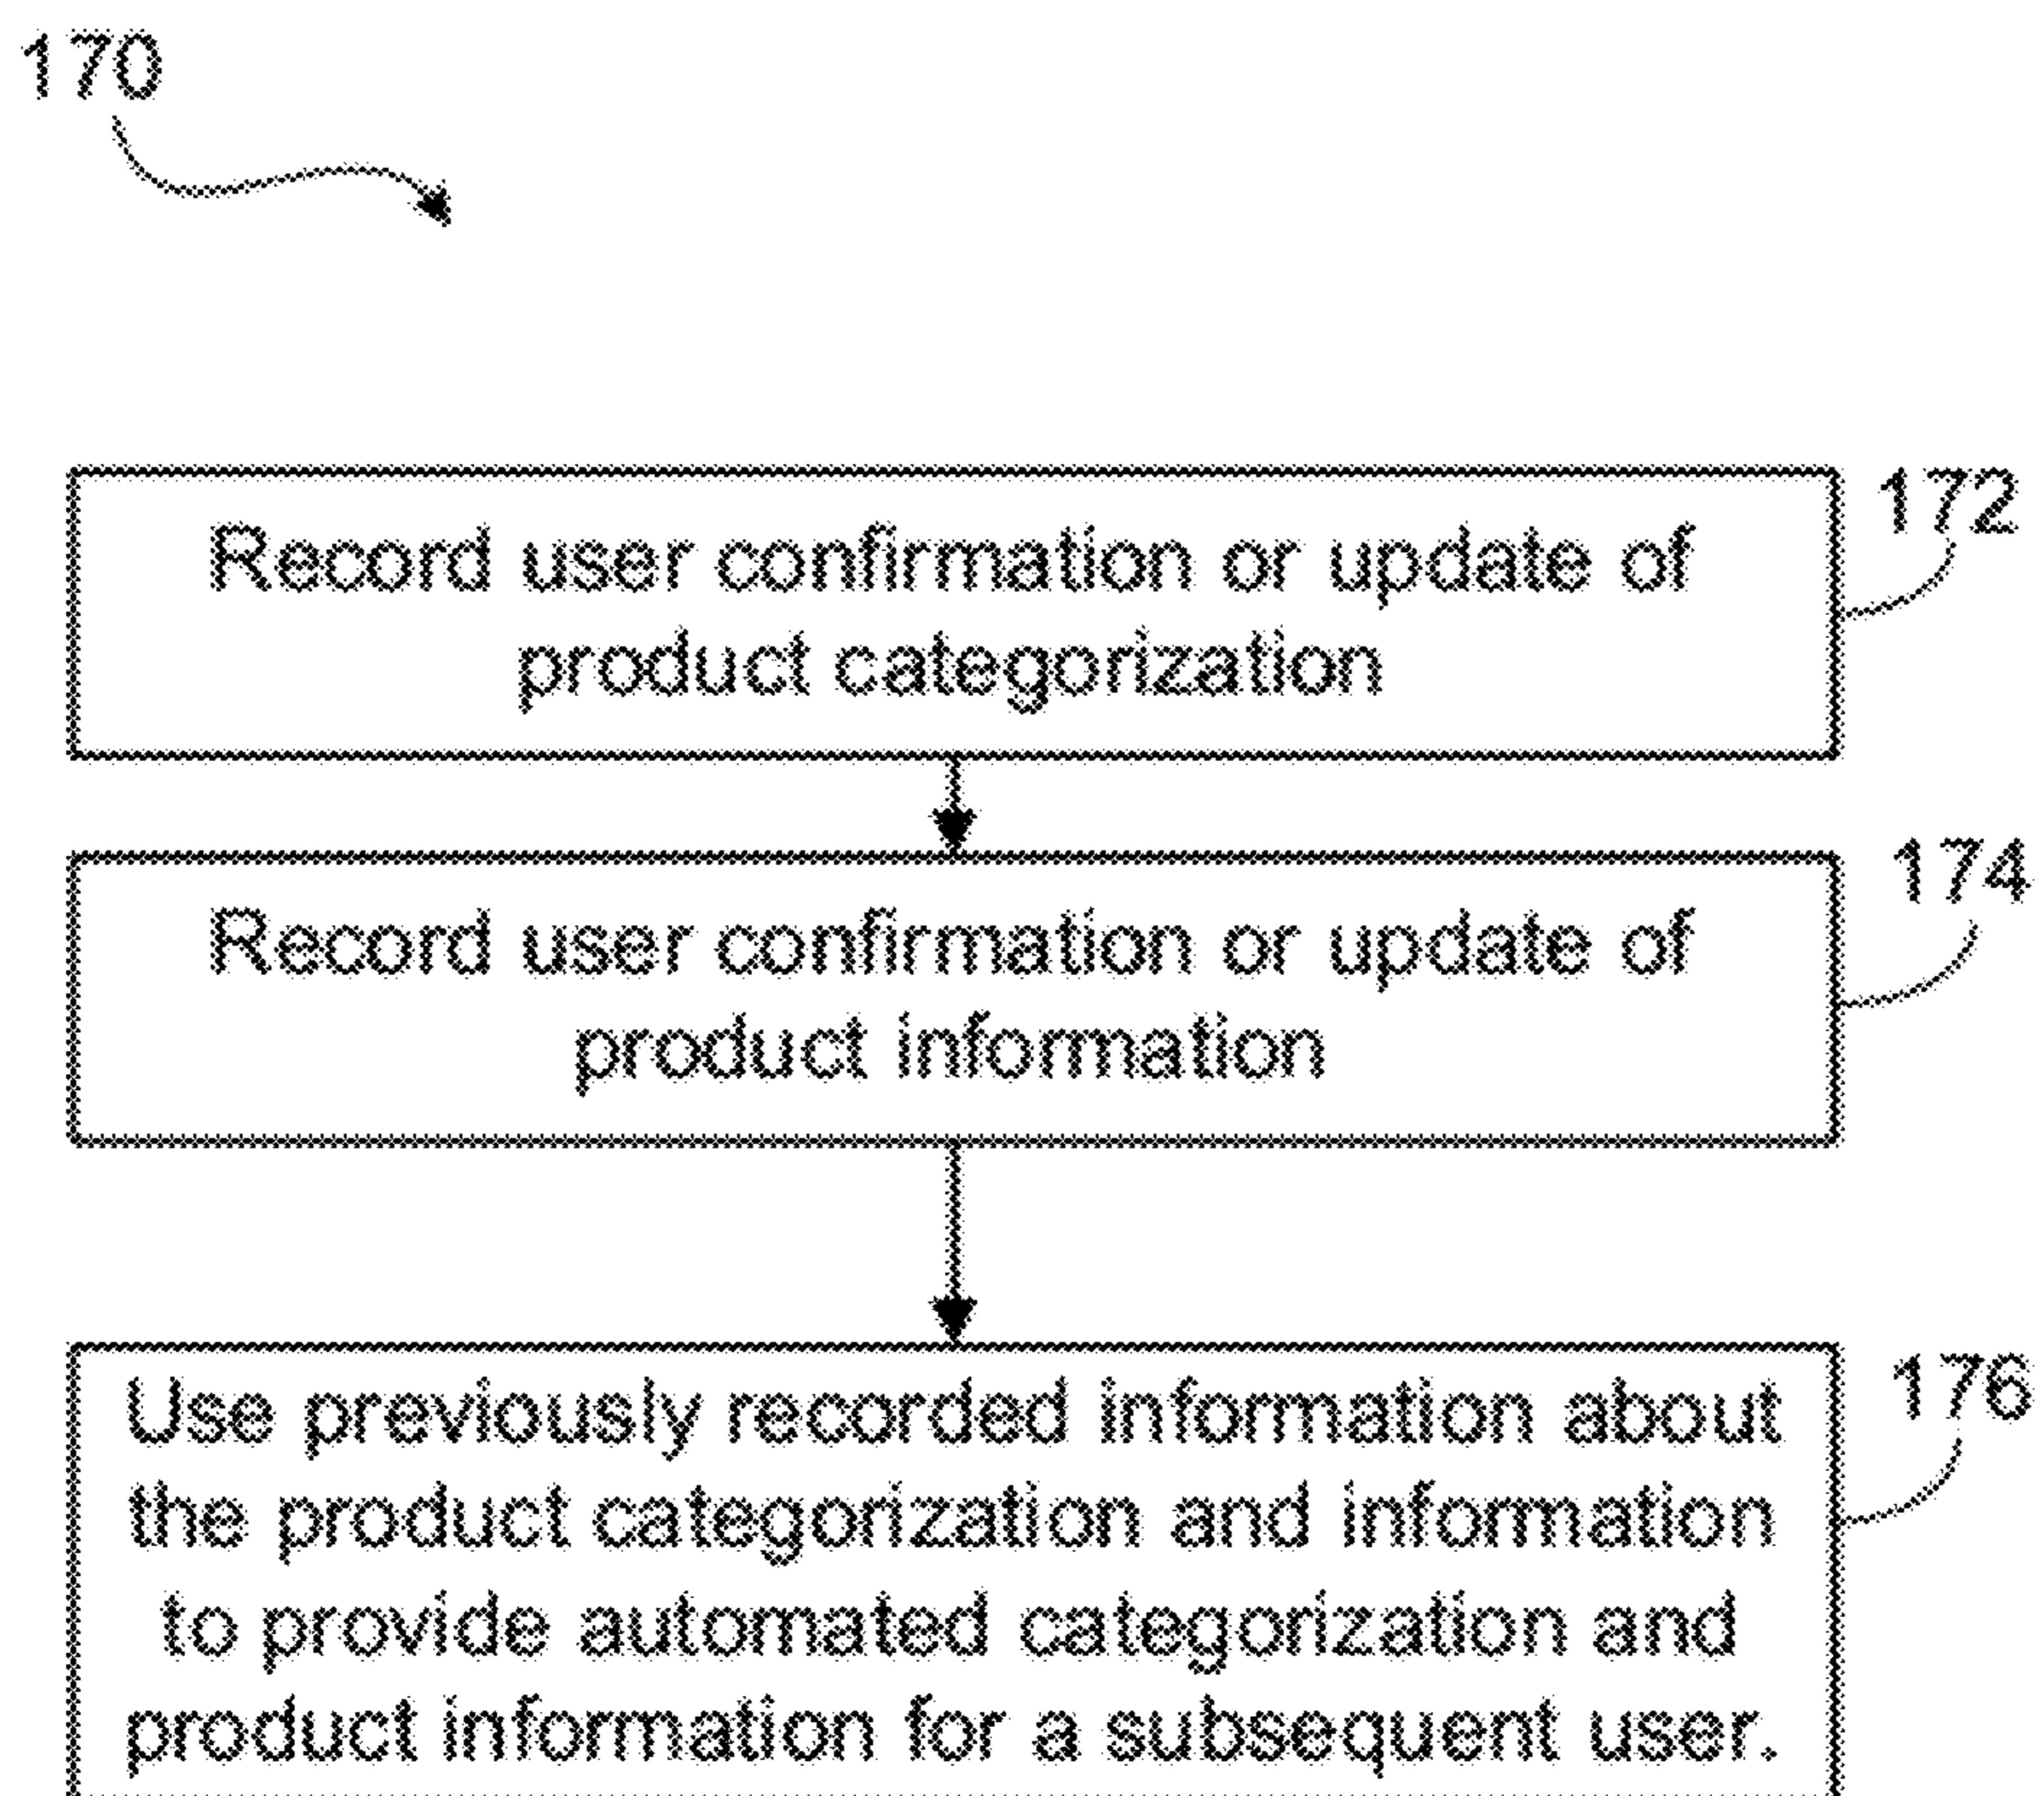 170
172
Record user confirmation or update of
product categorization
174
Record user confirmation or update of
product information
176
Use previously recorded information about
the product categorization and information
to provide automated categorization and
product information for a subsequent user.